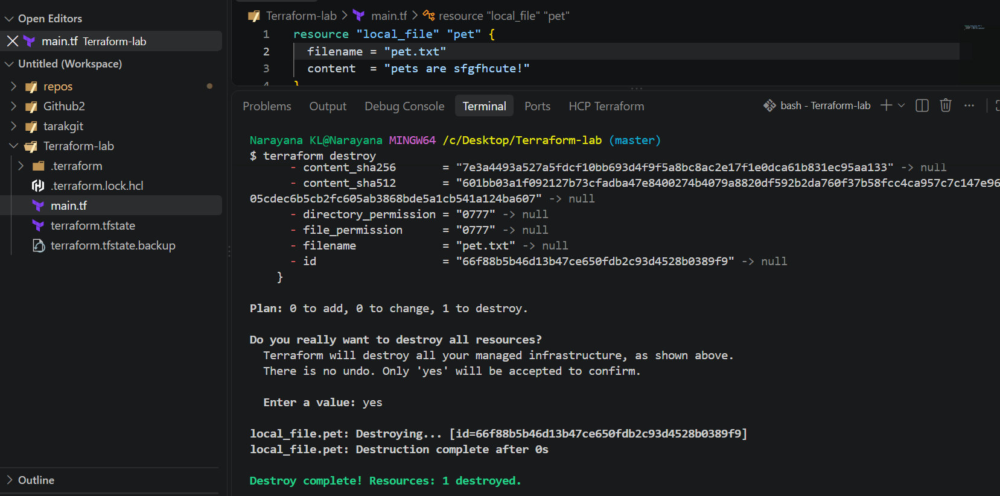 Open Editors
main.tf Terraform-lab
Untitled (Workspace)
repos
Github2
tarakgit
Terraform-lab
.terraform
.terraform.lock.hcl
main.tf
terraform.tfstate
terraform.tfstate.backup
Outline
Terraform-lab > main.tf > resource "local_file" "pet"
1 resource "local_file" "pet" {
2 filename = "pet.txt"
3 content = "pets are sfgfhcute!"
4 }
Problems Output Debug Console Terminal Ports HCP Terraform
bash - Terraform-lab
Narayana KL@Narayana MINGW64 /c/Desktop/Terraform-lab (master)
$ terraform destroy
- content_sha256 = "7e3a4493a527a5fdcf10bb693d4f9f5a8bc8ac2e17f1e0dca61b831ec95aa133" -> null
- content_sha512 = "601bb03a1f092127b73cfadba47e8400274b4079a8820df592b2da760f37b58fcc4ca957c7c147e96
05cdec6b5cb2fc605ab3868bde5a1cb541a124ba607" -> null
- directory_permission = "0777" -> null
- file_permission = "0777" -> null
- filename = "pet.txt" -> null
- id = "66f88b5b46d13b47ce650fdb2c93d4528b0389f9" -> null
}
Plan: 0 to add, 0 to change, 1 to destroy.
Do you really want to destroy all resources?
Terraform will destroy all your managed infrastructure, as shown above.
There is no undo. Only 'yes' will be accepted to confirm.
Enter a value: yes
local_file.pet: Destroying... [id=66f88b5b46d13b47ce650fdb2c93d4528b0389f9]
local_file.pet: Destruction complete after 0s
Destroy complete! Resources: 1 destroyed.